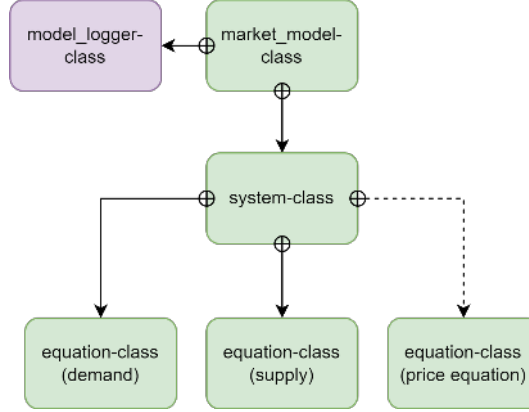 model_logger-
class
market_model-
class
system-class
equation-class
(demand)
equation-class
(supply)
equation-class
(price equation)